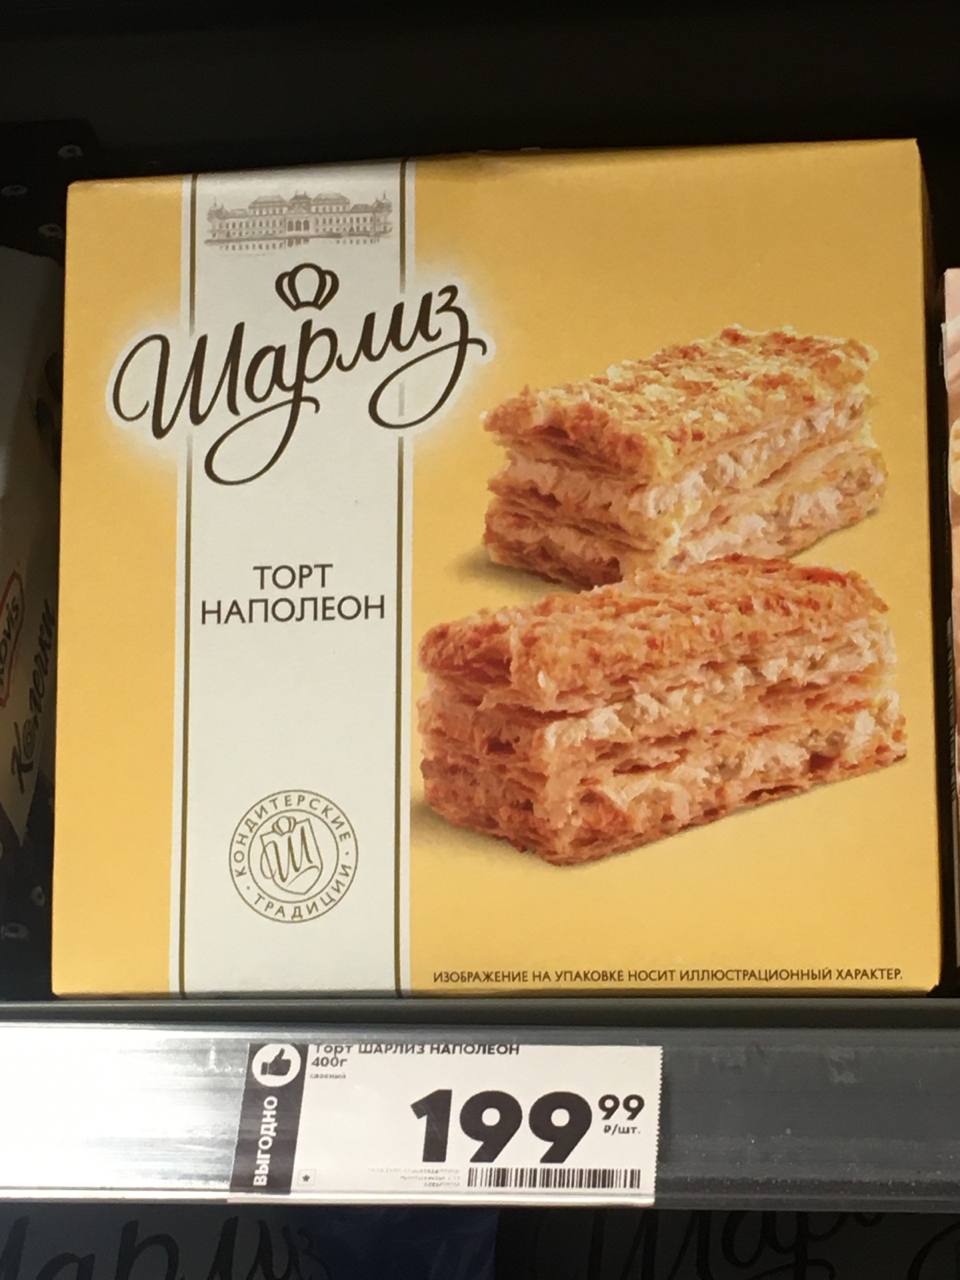 Шарлиз
ТОРТ
НАПОЛЕОН
КОНДИТЕРСКИЕ
Ш
ТРАДИЦИИ
ИЗОБРАЖЕНИЕ НА УПАКОВКЕ НОСИТ ИЛЛЮСТРАЦИОННЫЙ ХАРАКТЕР.
ВЫГОДНО
Торт ШАРЛИЗ НАПОЛЕОН
400г
слоеный
199 99
₽/шт.